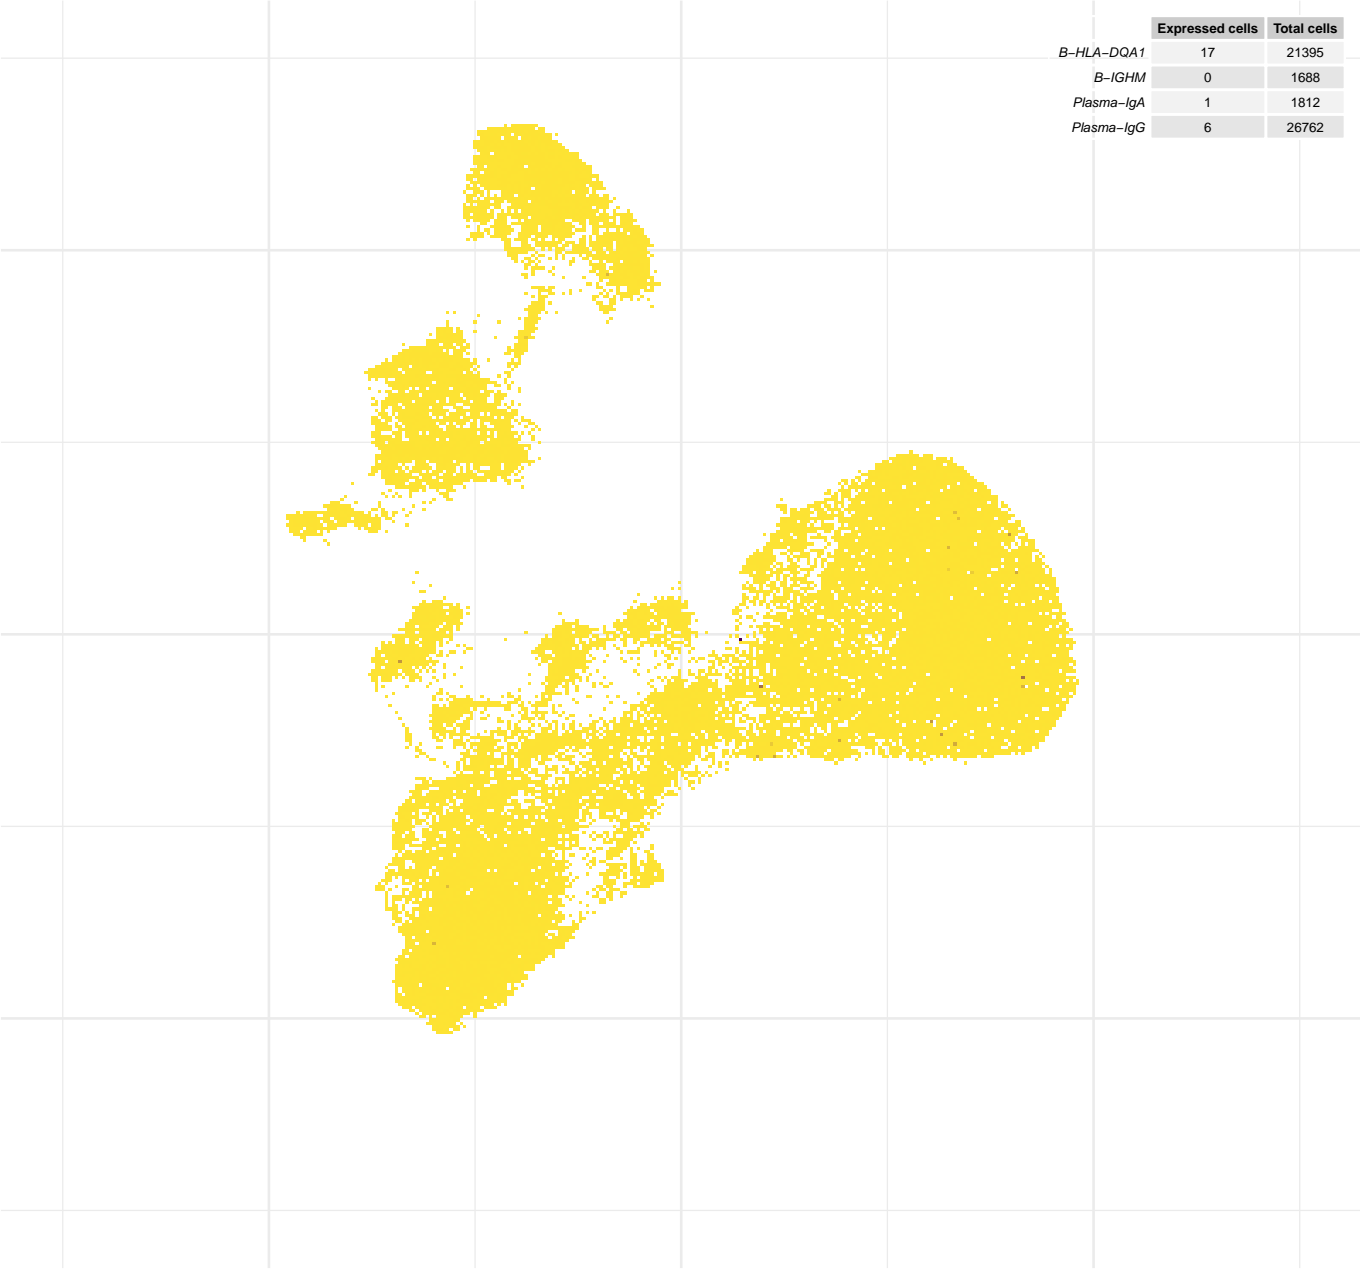 Expressed cells Total cells
B−HLA−DQA1 17 21395
B−IGHM 0 1688
Plasma−IgA 1 1812
Plasma−IgG 6 26762